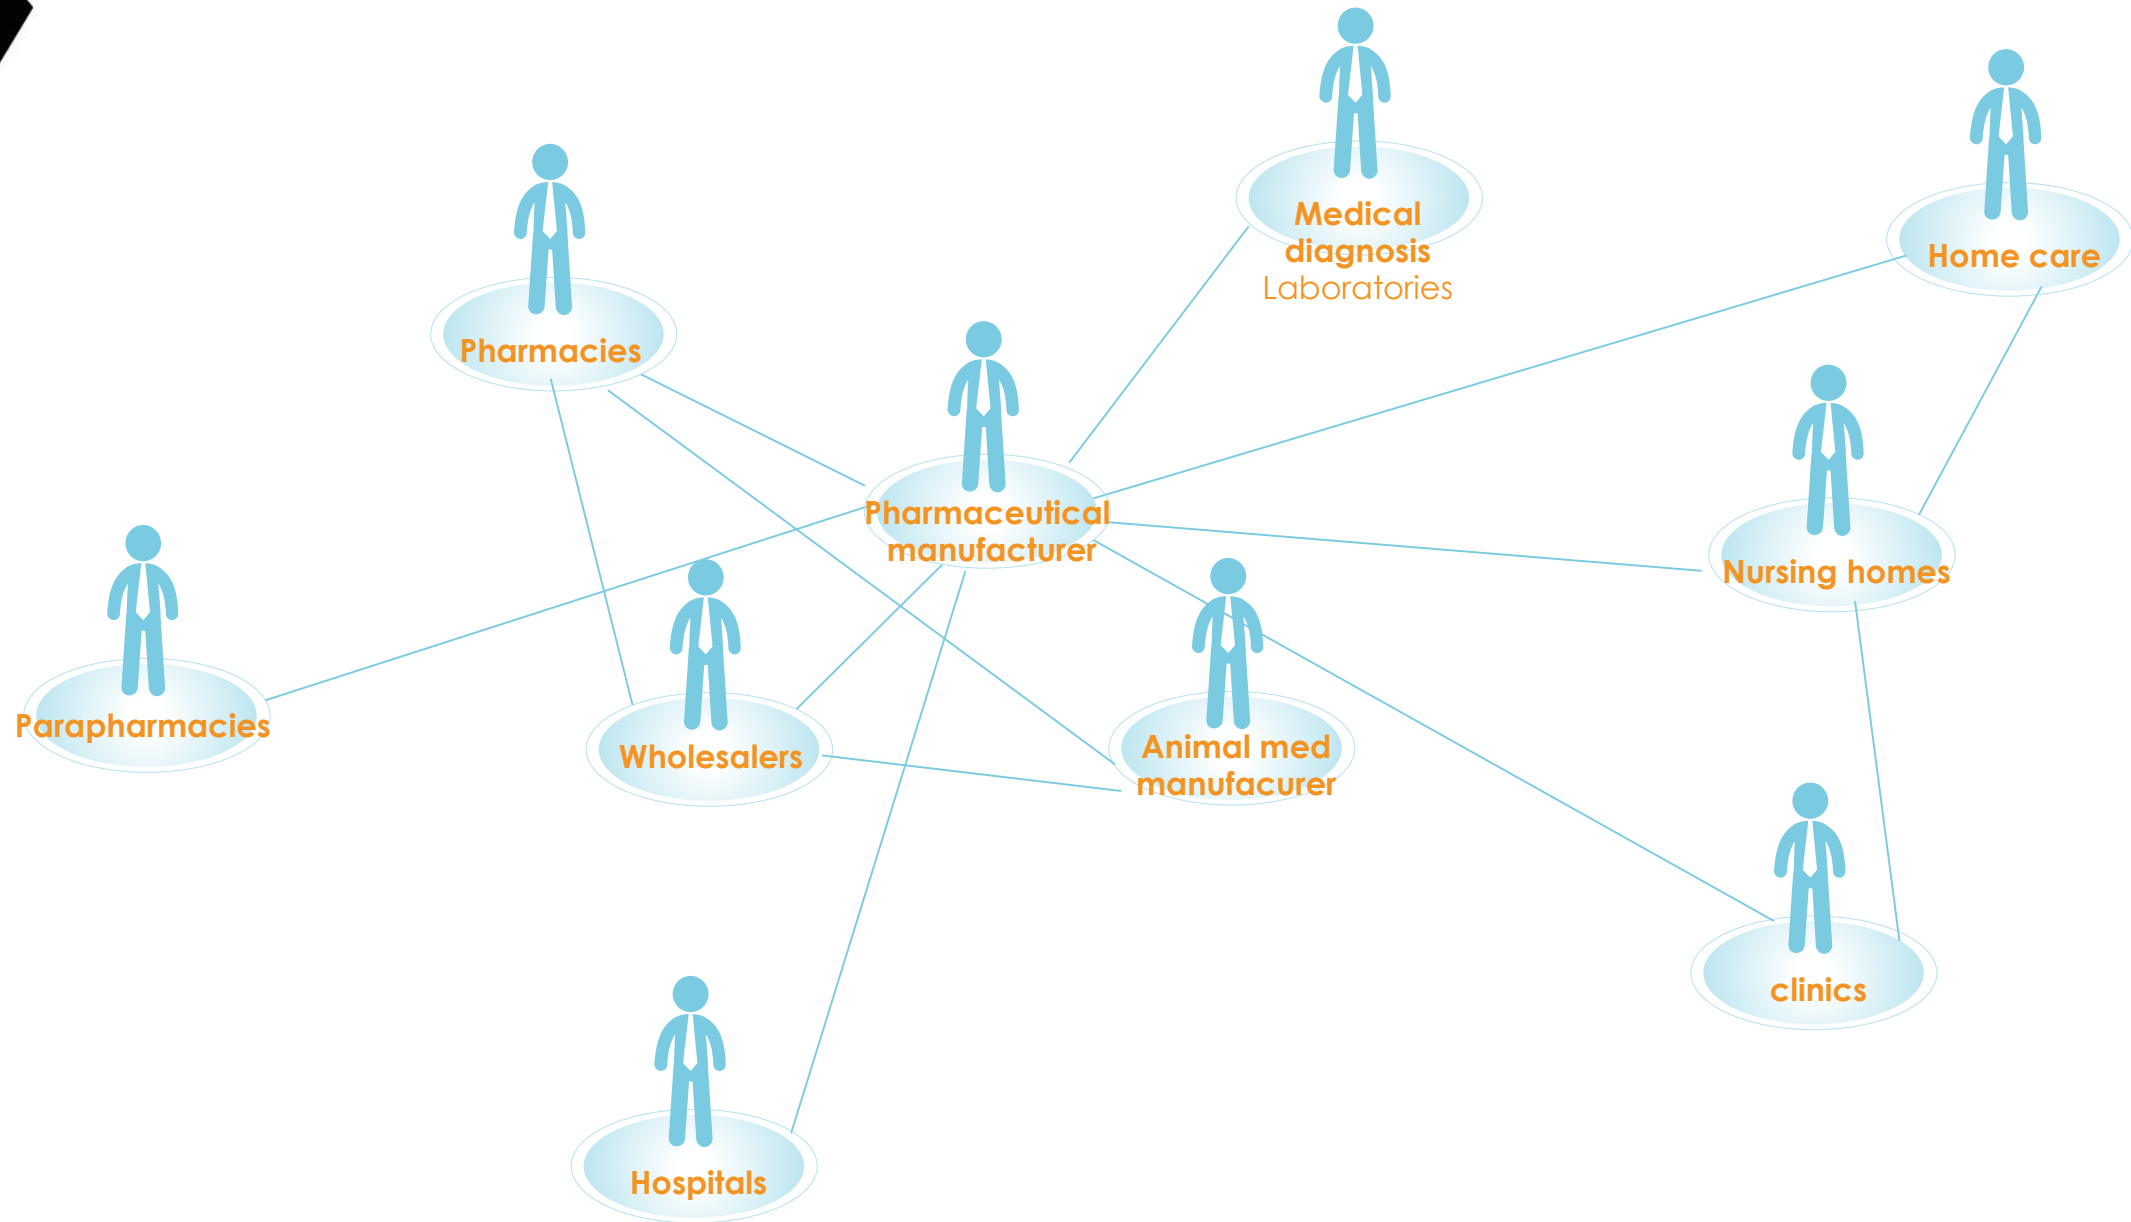 Medical
diagnosis
Laboratories
Home care
Pharmacies
Pharmaceutical
manufacturer
Nursing homes
Parapharmacies
Wholesalers
Animal med
manufacurer
clinics
Hospitals